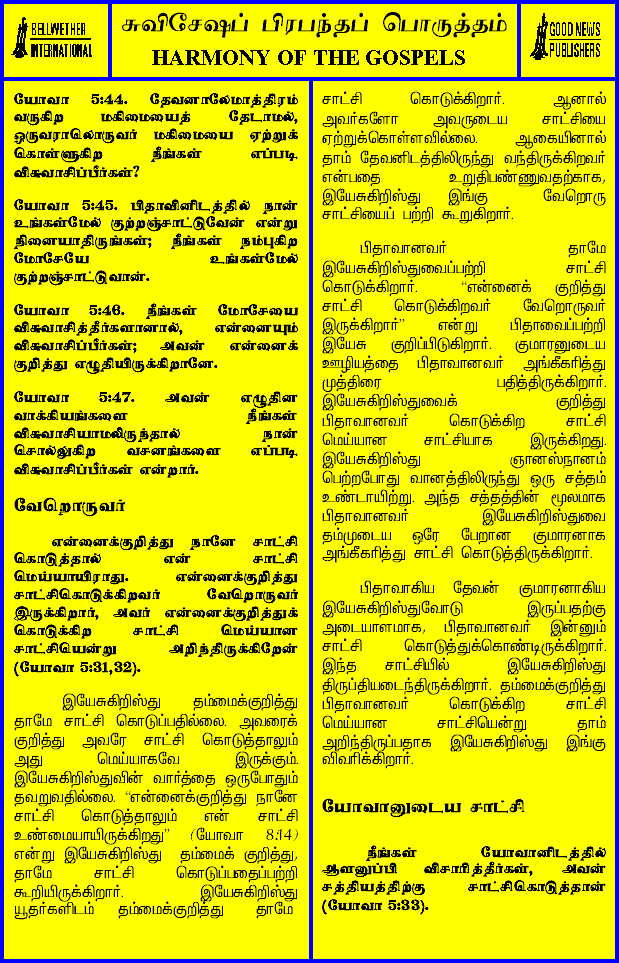 BELLWETHER
INTERNATIONAL
சுவிசேஷப் பிரபந்தப் பொருத்தம்
HARMONY OF THE GOSPELS
GOOD NEWS
PUBLISHERS
யோவா 5:44. தேவனாலேமாத்திரம்
வருகிற மகிமையைத் தேடாமல்,
ஒருவராலொருவர் மகிமையை ஏற்றுக்
கொள்ளுகிற நீங்கள் எப்படி
விசுவாசிப்பீர்கள்?
யோவா 5:45. பிதாவினிடத்தில் நான்
உங்கள்மேல் குற்றஞ்சாட்டுவேன் என்று
நினையாதிருங்கள்; நீங்கள் நம்புகிற
மோசேயே உங்கள்மேல்
குற்றஞ்சாட்டுவான்.
யோவா 5:46. நீங்கள் மோசேயை
விசுவாசித்தீர்களானால், என்னையும்
விசுவாசிப்பீர்கள்; அவன் என்னைக்
குறித்து எழுதியிருக்கிறானே.
யோவா 5:47. அவன் எழுதின
வாக்கியங்களை நீங்கள்
விசுவாசியாமலிருந்தால் நான்
சொல்லுகிற வசனங்களை எப்படி
விசுவாசிப்பீர்கள் என்றார்.
வேறொருவர்
என்னைக்குறித்து நானே சாட்சி
கொடுத்தால் என் சாட்சி
மெய்யாயிராது. என்னைக்குறித்து
சாட்சிகொடுக்கிறவர் வேறொருவர்
இருக்கிறார், அவர் என்னைக்குறித்துக்
கொடுக்கிற சாட்சி மெய்யான
சாட்சியென்று அறிந்திருக்கிறேன்
(யோவா 5:31,32).
இயேசுகிறிஸ்து தம்மைக்குறித்து
தாமே சாட்சி கொடுப்பதில்லை. அவரைக்
குறித்து அவரே சாட்சி கொடுத்தாலும்
அது மெய்யாகவே இருக்கும்.
இயேசுகிறிஸ்துவின் வார்த்தை ஒருபோதும்
தவறுவதில்லை. “என்னைக்குறித்து நானே
சாட்சி கொடுத்தாலும் என் சாட்சி
உண்மையாயிருக்கிறது” (யோவா 8:14)
என்று இயேசுகிறிஸ்து தம்மைக் குறித்து,
தாமே சாட்சி கொடுப்பதைப்பற்றி
கூறியிருக்கிறார். இயேசுகிறிஸ்து
யூதர்களிடம் தம்மைக்குறித்து தாமே
சாட்சி கொடுக்கிறார். ஆனால்
அவர்களோ அவருடைய சாட்சியை
ஏற்றுக்கொள்ளவில்லை. ஆகையினால்
தாம் தேவனிடத்திலிருந்து வந்திருக்கிறவர்
என்பதை உறுதிபண்ணுவதற்காக,
இயேசுகிறிஸ்து இங்கு வேறொரு
சாட்சியைப் பற்றி கூறுகிறார்.
பிதாவானவர் தாமே
இயேசுகிறிஸ்துவைப்பற்றி சாட்சி
கொடுக்கிறார். “என்னைக் குறித்து
சாட்சி கொடுக்கிறவர் வேறொருவர்
இருக்கிறார்” என்று பிதாவைப்பற்றி
இயேசு குறிப்பிடுகிறார். குமாரனுடைய
ஊழியத்தை பிதாவானவர் அங்கீகரித்து
முத்திரை பதித்திருக்கிறார்.
இயேசுகிறிஸ்துவைக் குறித்து
பிதாவானவர் கொடுக்கிற சாட்சி
மெய்யான சாட்சியாக இருக்கிறது.
இயேசுகிறிஸ்து ஞானஸ்நானம்
பெற்றபோது வானத்திலிருந்து ஒரு சத்தம்
உண்டாயிற்று. அந்த சத்தத்தின் மூலமாக
பிதாவானவர் இயேசுகிறிஸ்துவை
தம்முடைய ஒரே பேறான குமாரனாக
அங்கீகரித்து சாட்சி கொடுத்திருக்கிறார்.
பிதாவாகிய தேவன் குமாரனாகிய
இயேசுகிறிஸ்துவோடு இருப்பதற்கு
அடையாளமாக, பிதாவானவர் இன்னும்
சாட்சி கொடுத்துக்கொண்டிருக்கிறார்.
இந்த சாட்சியில் இயேசுகிறிஸ்து
திருப்தியடைந்திருக்கிறார். தம்மைக்குறித்து
பிதாவானவர் கொடுக்கிற சாட்சி
மெய்யான சாட்சியென்று தாம்
அறிந்திருப்பதாக இயேசுகிறிஸ்து இங்கு
விவரிக்கிறார்.
யோவானுடைய சாட்சி
நீங்கள் யோவானிடத்தில்
ஆளனுப்பி விசாரித்தீர்கள், அவன்
சத்தியத்திற்கு சாட்சிகொடுத்தான்
(யோவா 5:33).